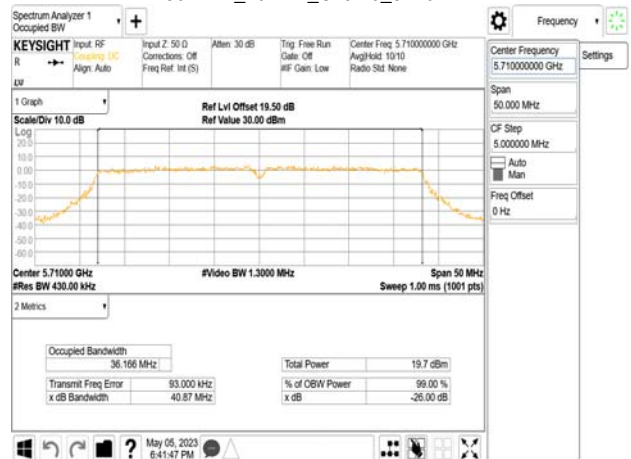 Spectrum Analyzer 1
Occupied BW
Frequency
KEYSIGHT
R
Input: RF
Coupling: DC
Align: Auto
Input Z: 50 Ω
Corrections: Off
Freq Ref: Int (S)
Atten: 30 dB
Trig: Free Run
Gate: Off
#IF Gain: Low
Center Freq: 5.710000000 GHz
Avg|Hold: 10/10
Radio Std: None
Center Frequency
5.710000000 GHz
Settings
Span
50.000 MHz
CF Step
5.000000 MHz
Auto
Man
Freq Offset
0 Hz
1 Graph
Scale/Div 10.0 dB
Ref Lvl Offset 19.50 dB
Ref Value 30.00 dBm
Log
20.0
10.0
0.00
-10.0
-20.0
-30.0
-40.0
-50.0
-60.0
Center 5.71000 GHz
#Res BW 430.00 kHz
#Video BW 1.3000 MHz
Span 50 MHz
Sweep 1.00 ms (1001 pts)
2 Metrics
Occupied Bandwidth
36.166 MHz
Total Power 19.7 dBm
Transmit Freq Error 93.000 kHz
% of OBW Power 99.00 %
x dB Bandwidth 40.87 MHz
x dB -26.00 dB
?
May 05, 2023
6:41:47 PM